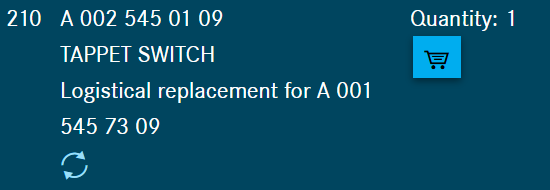 210 A 002 545 01 09 Quantity: 1
TAPPET SWITCH
Logistical replacement for A 001
545 73 09